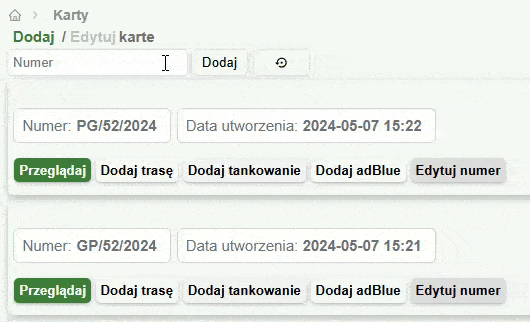 Karty
Dodaj / Edytuj karte
Numer Dodaj
Numer: PG/52/2024 Data utworzenia: 2024-05-07 15:22
Przeglądaj Dodaj trasę Dodaj tankowanie Dodaj adBlue Edytuj numer
Numer: GP/52/2024 Data utworzenia: 2024-05-07 15:21
Przeglądaj Dodaj trasę Dodaj tankowanie Dodaj adBlue Edytuj numer